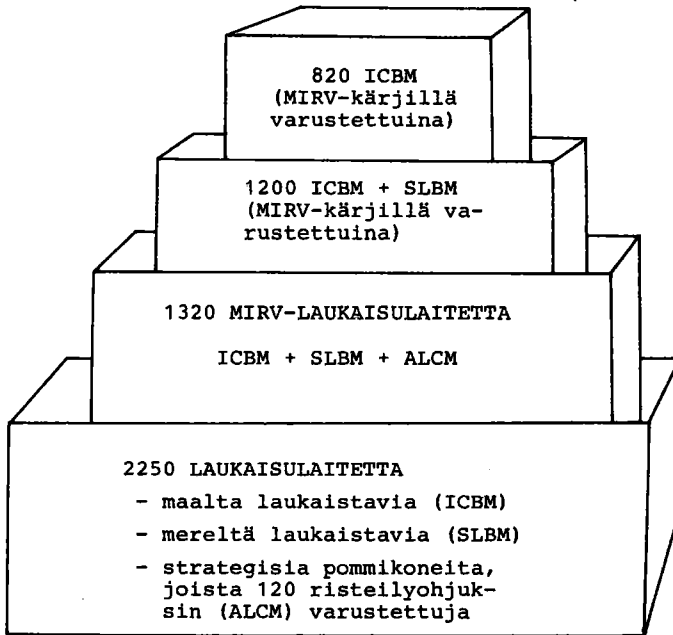 820 ICBM
(MIRV-kärjillä
varustettuina)
1200 ICBM + SLBM
(MIRV-kärjillä va-
rustettuina)
1320 MIRV-LAUKAISULAITETTA
ICBM + SLBM + ALCM
2250 LAUKAISULAITETTA
- maalta laukaistavia (ICBM)
- mereltä laukaistavia (SLBM)
- strategisia pommikoneita,
joista 120 risteilyohjuk-
sin (ALCM) varustettuja